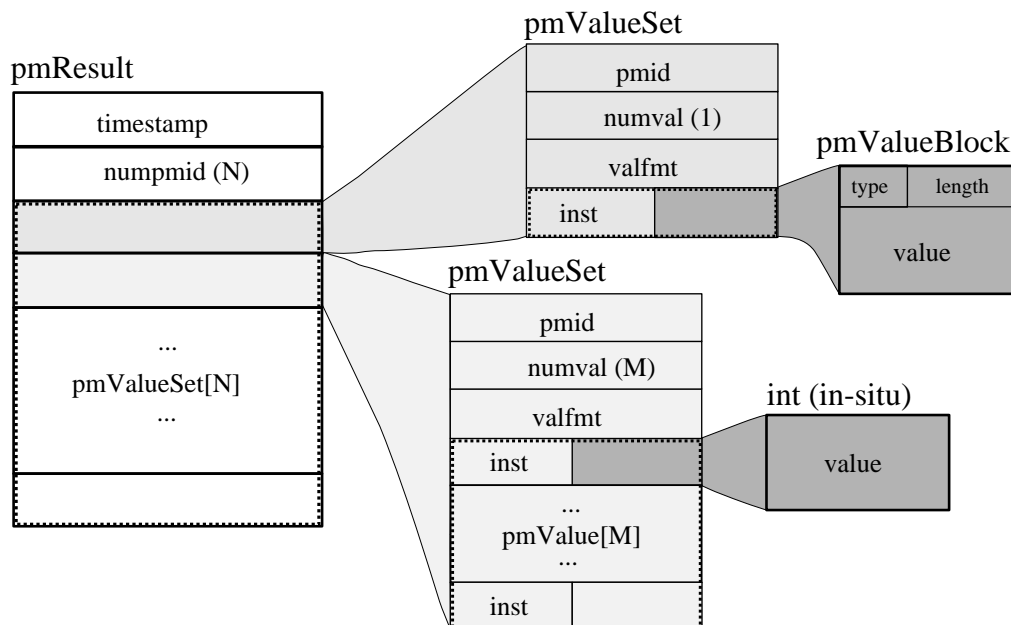 pmResult
timestamp
numpmid (N)
...
pmValueSet[N]
...
pmValueSet
pmid
numval (1)
valfmt
inst
pmValueBlock
type length
value
pmValueSet
pmid
numval (M)
valfmt
inst
...
pmValue[M]
...
inst
int (in-situ)
value